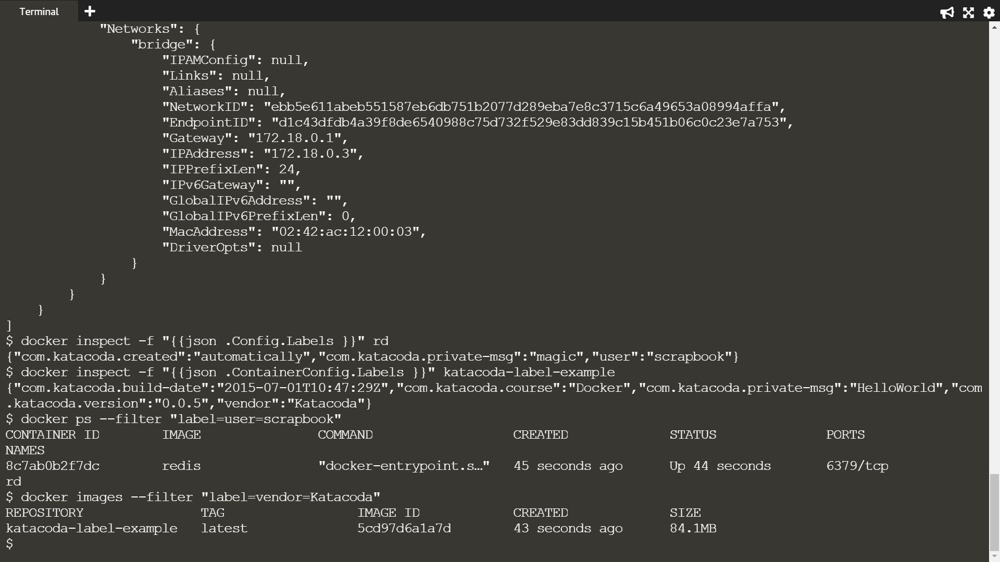 Terminal
"Networks": {
"bridge": {
"IPAMConfig": null,
"Links": null,
"Aliases": null,
"NetworkID": "ebb5e611abeb551587eb6db751b2077d289eba7e8c3715c6a49653a08994affa",
"EndpointID": "d1c43dfdb4a39f8de6540988c75d732f529e83dd839c15b451b06c0c23e7a753",
"Gateway": "172.18.0.1",
"IPAddress": "172.18.0.3",
"IPPrefixLen": 24,
"IPv6Gateway": "",
"GlobalIPv6Address": "",
"GlobalIPv6PrefixLen": 0,
"MacAddress": "02:42:ac:12:00:03",
"DriverOpts": null
}
}
}
}
]
$ docker inspect -f "{{json .Config.Labels }}" rd
{"com.katacoda.created":"automatically","com.katacoda.private-msg":"magic","user":"scrapbook"}
$ docker inspect -f "{{json .ContainerConfig.Labels }}" katacoda-label-example
{"com.katacoda.build-date":"2015-07-01T10:47:29Z","com.katacoda.course":"Docker","com.katacoda.private-msg":"HelloWorld","com
.katacoda.version":"0.0.5","vendor":"Katacoda"}
$ docker ps --filter "label=user=scrapbook"
CONTAINER ID IMAGE COMMAND CREATED STATUS PORTS
NAMES
8c7ab0b2f7dc redis "docker-entrypoint.s…" 45 seconds ago Up 44 seconds 6379/tcp
rd
$ docker images --filter "label=vendor=Katacoda"
REPOSITORY TAG IMAGE ID CREATED SIZE
katacoda-label-example latest 5cd97d6a1a7d 43 seconds ago 84.1MB
$